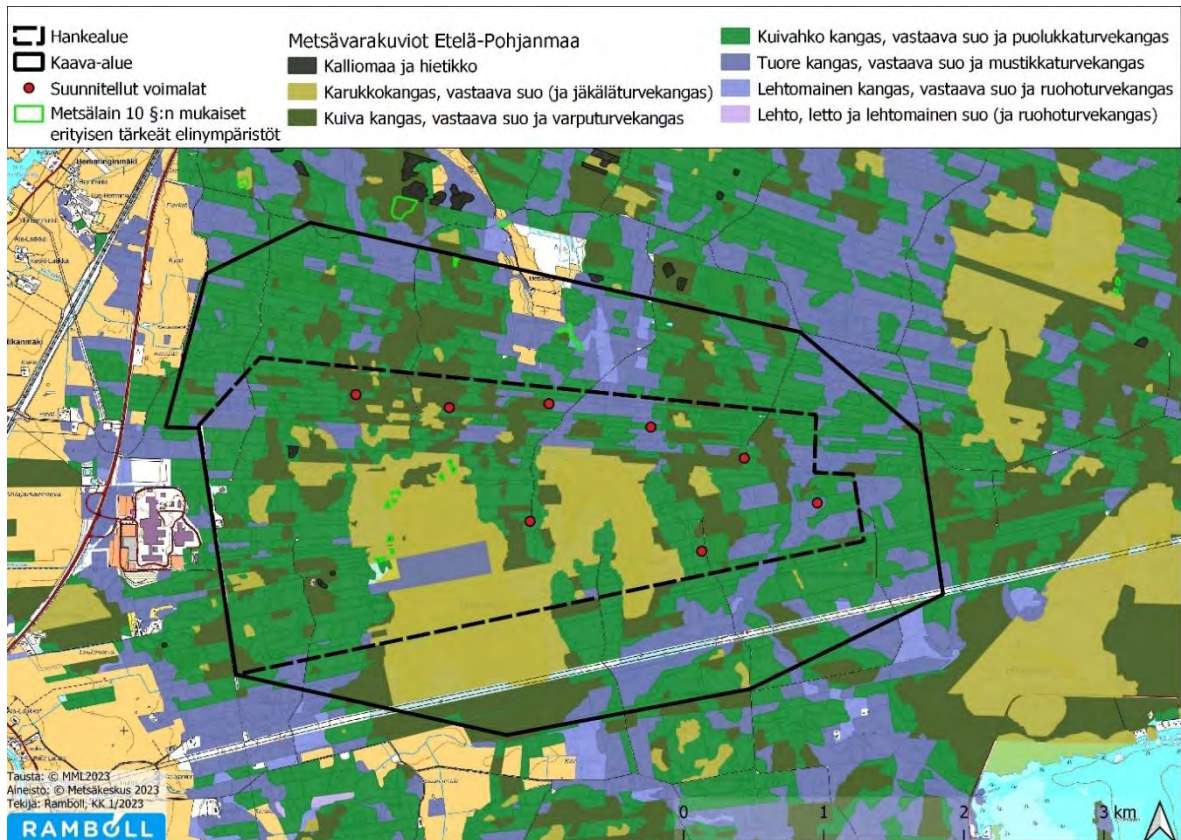 Hankealue
Kaava-alue
Suunnitellut voimalat
Metsälain 10 §:n mukaiset
erityisen tärkeät elinympäristöt
Metsävarakuviot Etelä-Pohjanmaa
Kalliomaa ja hietikko
Karukkokangas, vastaava suo (ja jäkäläturvekangas)
Kuiva kangas, vastaava suo ja varputurvekangas
Kuivahko kangas, vastaava suo ja puolukkaturvekangas
Tuore kangas, vastaava suo ja mustikkaturvekangas
Lehtomainen kangas, vastaava suo ja ruohoturvekangas
Lehto, letto ja lehtomainen suo (ja ruohoturvekangas)
Hemminginmäki
Tausta: © MML2023
Aineisto: © Metsäkeskus 2023
Tekijä: Ramboll, KK 1/2023
RAMBOLL
0 1 2 3 km